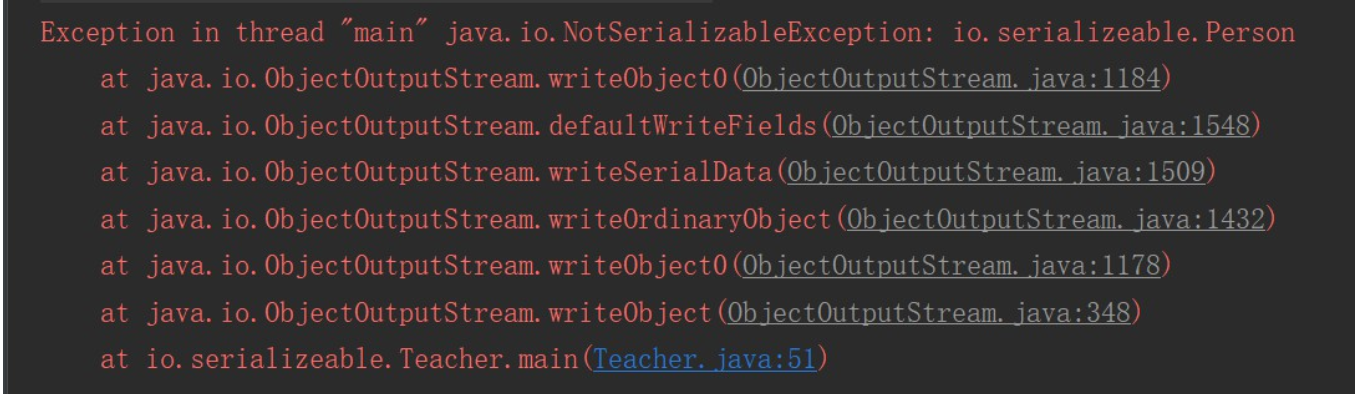 Exception in thread "main" java.io.NotSerializableException: io.serializeable.Person
at java.io.ObjectOutputStream.writeObject0(ObjectOutputStream.java:1184)
at java.io.ObjectOutputStream.defaultWriteFields(ObjectOutputStream.java:1548)
at java.io.ObjectOutputStream.writeSerialData(ObjectOutputStream.java:1509)
at java.io.ObjectOutputStream.writeOrdinaryObject(ObjectOutputStream.java:1432)
at java.io.ObjectOutputStream.writeObject0(ObjectOutputStream.java:1178)
at java.io.ObjectOutputStream.writeObject(ObjectOutputStream.java:348)
at io.serializeable.Teacher.main(Teacher.java:51)